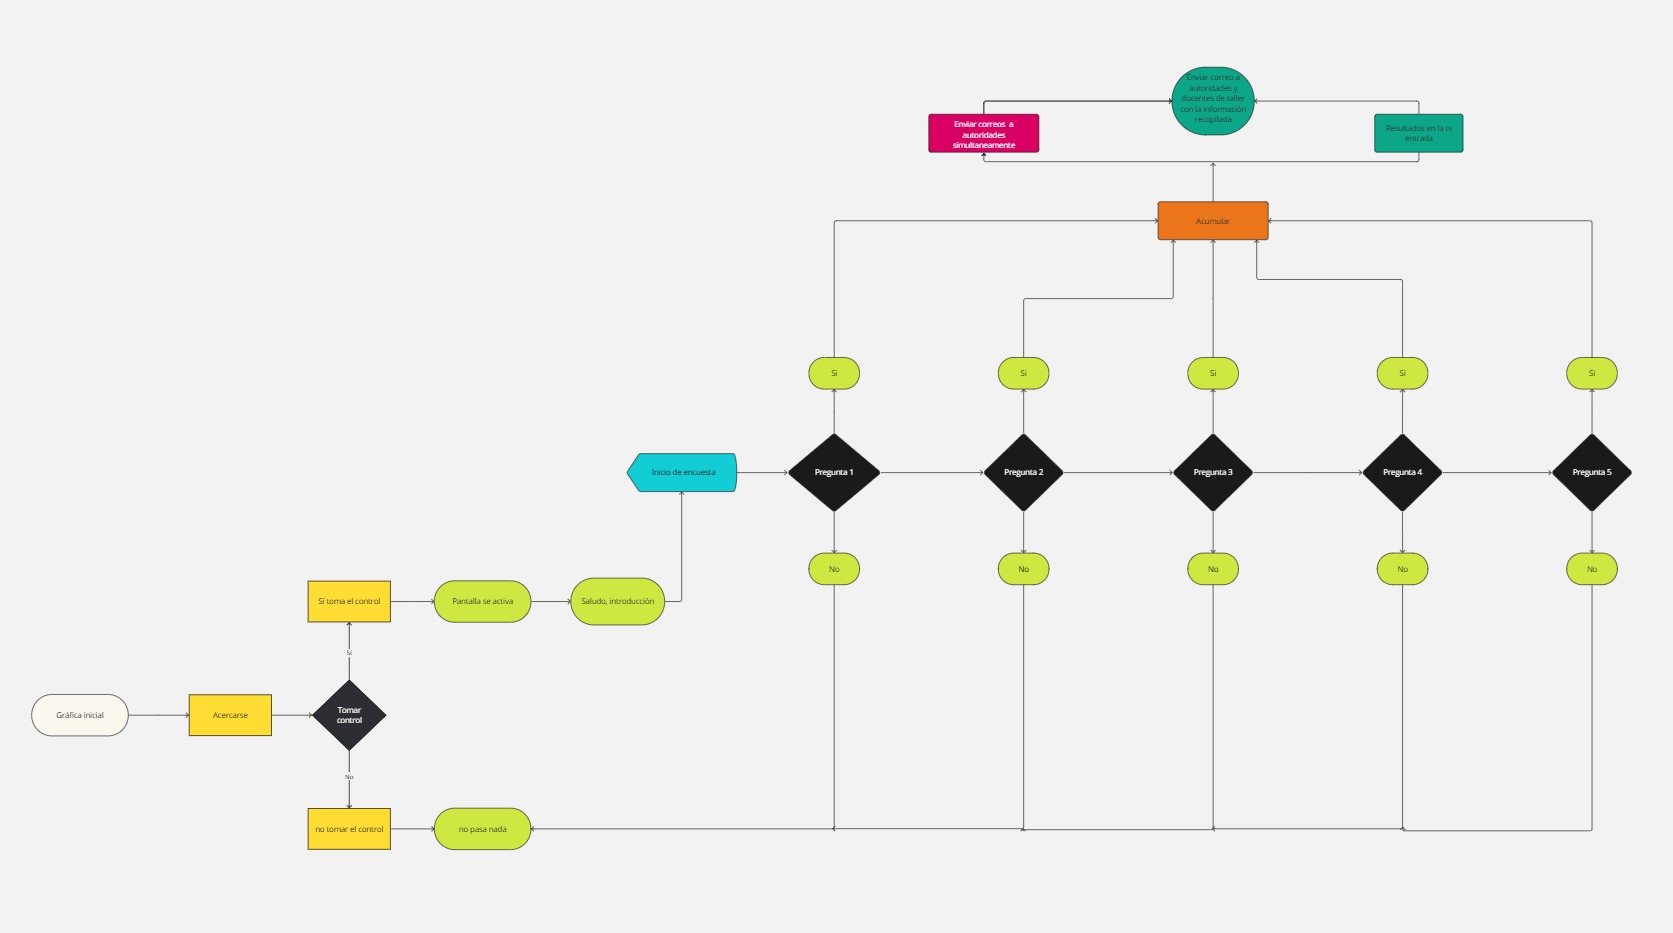 Enviar correo a
autoridades y
docentes de taller
con la información
recopilada
Enviar correos  a
autoridades
simultaneamente
Resultados en la tv
entrada
Acumular
Si
Si
Si
Si
Si
Inicio de encuesta
Pregunta 1
Pregunta 2
Pregunta 3
Pregunta 4
Pregunta 5
No
No
No
No
No
Sí toma el control
Pantalla se activa
Saludo, introducción
Sí
Gráfica inicial
Acercarse
Tomar
control
No
no tomar el control
no pasa nada